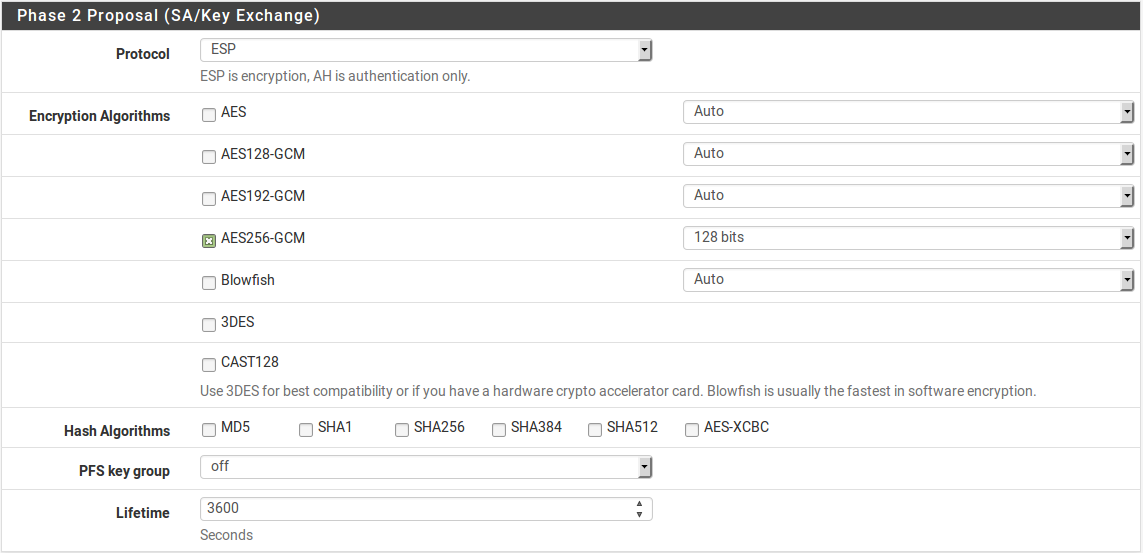 Phase 2 Proposal (SA/Key Exchange)
Protocol ESP
ESP is encryption, AH is authentication only.
Encryption Algorithms AES Auto
AES128-GCM Auto
AES192-GCM Auto
AES256-GCM 128 bits
Blowfish Auto
3DES
CAST128
Use 3DES for best compatibility or if you have a hardware crypto accelerator card. Blowfish is usually the fastest in software encryption.
Hash Algorithms MD5 SHA1 SHA256 SHA384 SHA512 AES-XCBC
PFS key group off
Lifetime 3600
Seconds